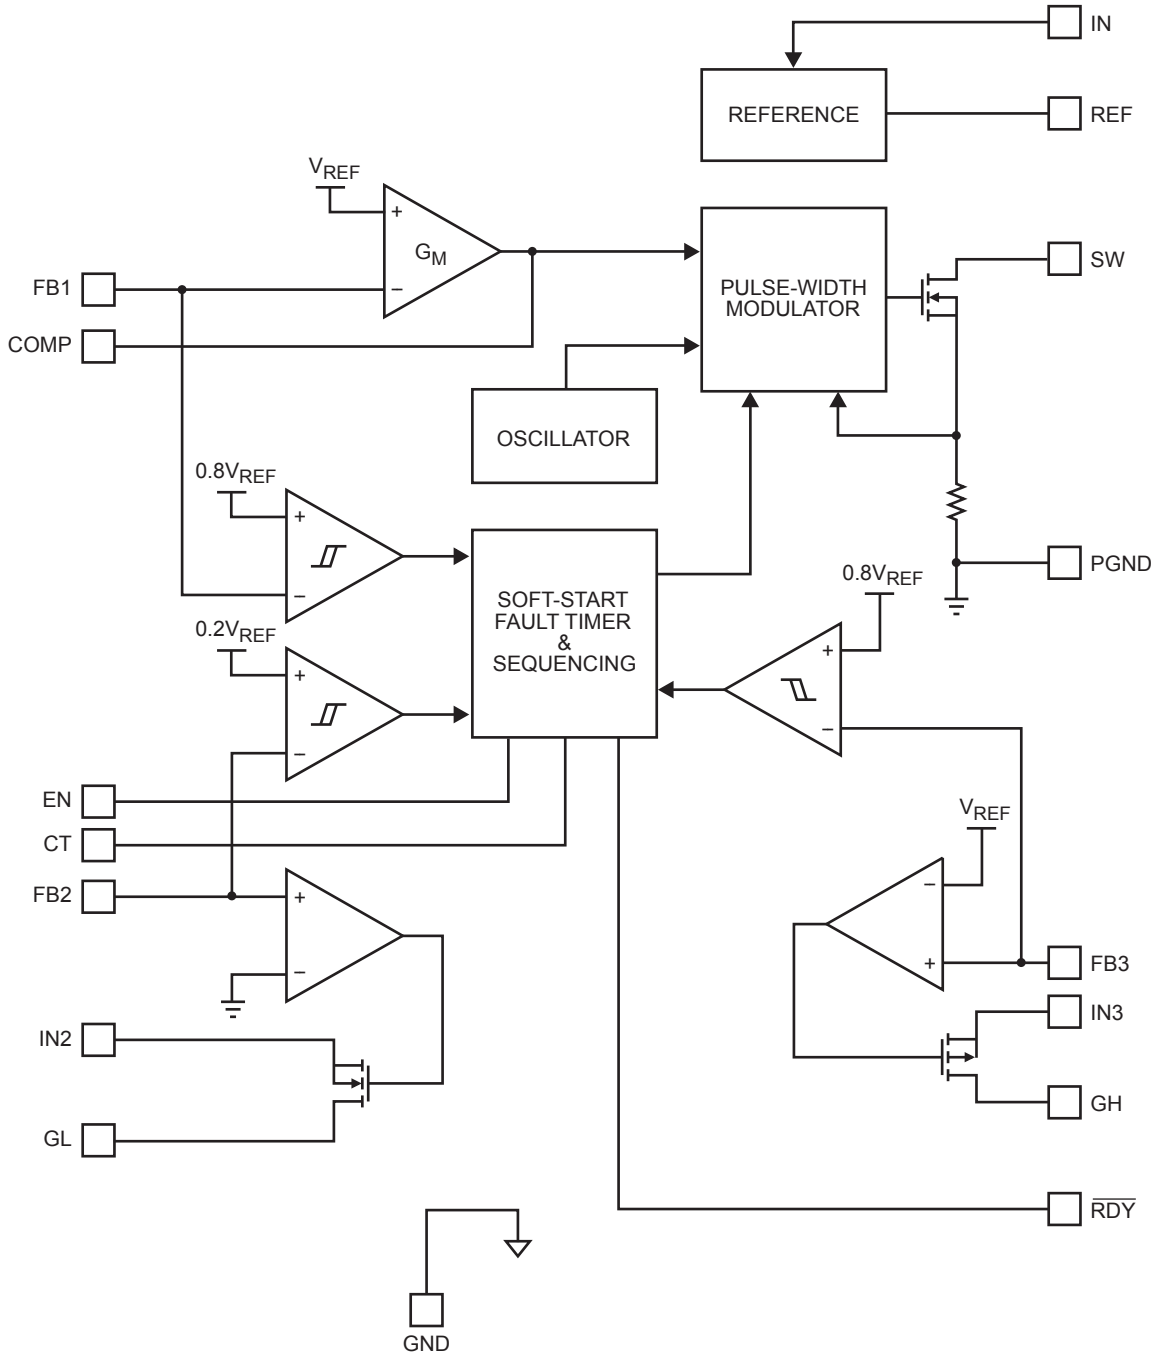 IN
REFERENCE
REF
VREF
+
GM
−
FB1
COMP
PULSE-WIDTH
MODULATOR
SW
OSCILLATOR
0.8VREF
+
−
SOFT-START
FAULT TIMER
&
SEQUENCING
PGND
0.8VREF
+
−
0.2VREF
+
−
EN
CT
FB2
+
−
VREF
−
+
FB3
IN2
IN3
GL
GH
RDY
GND